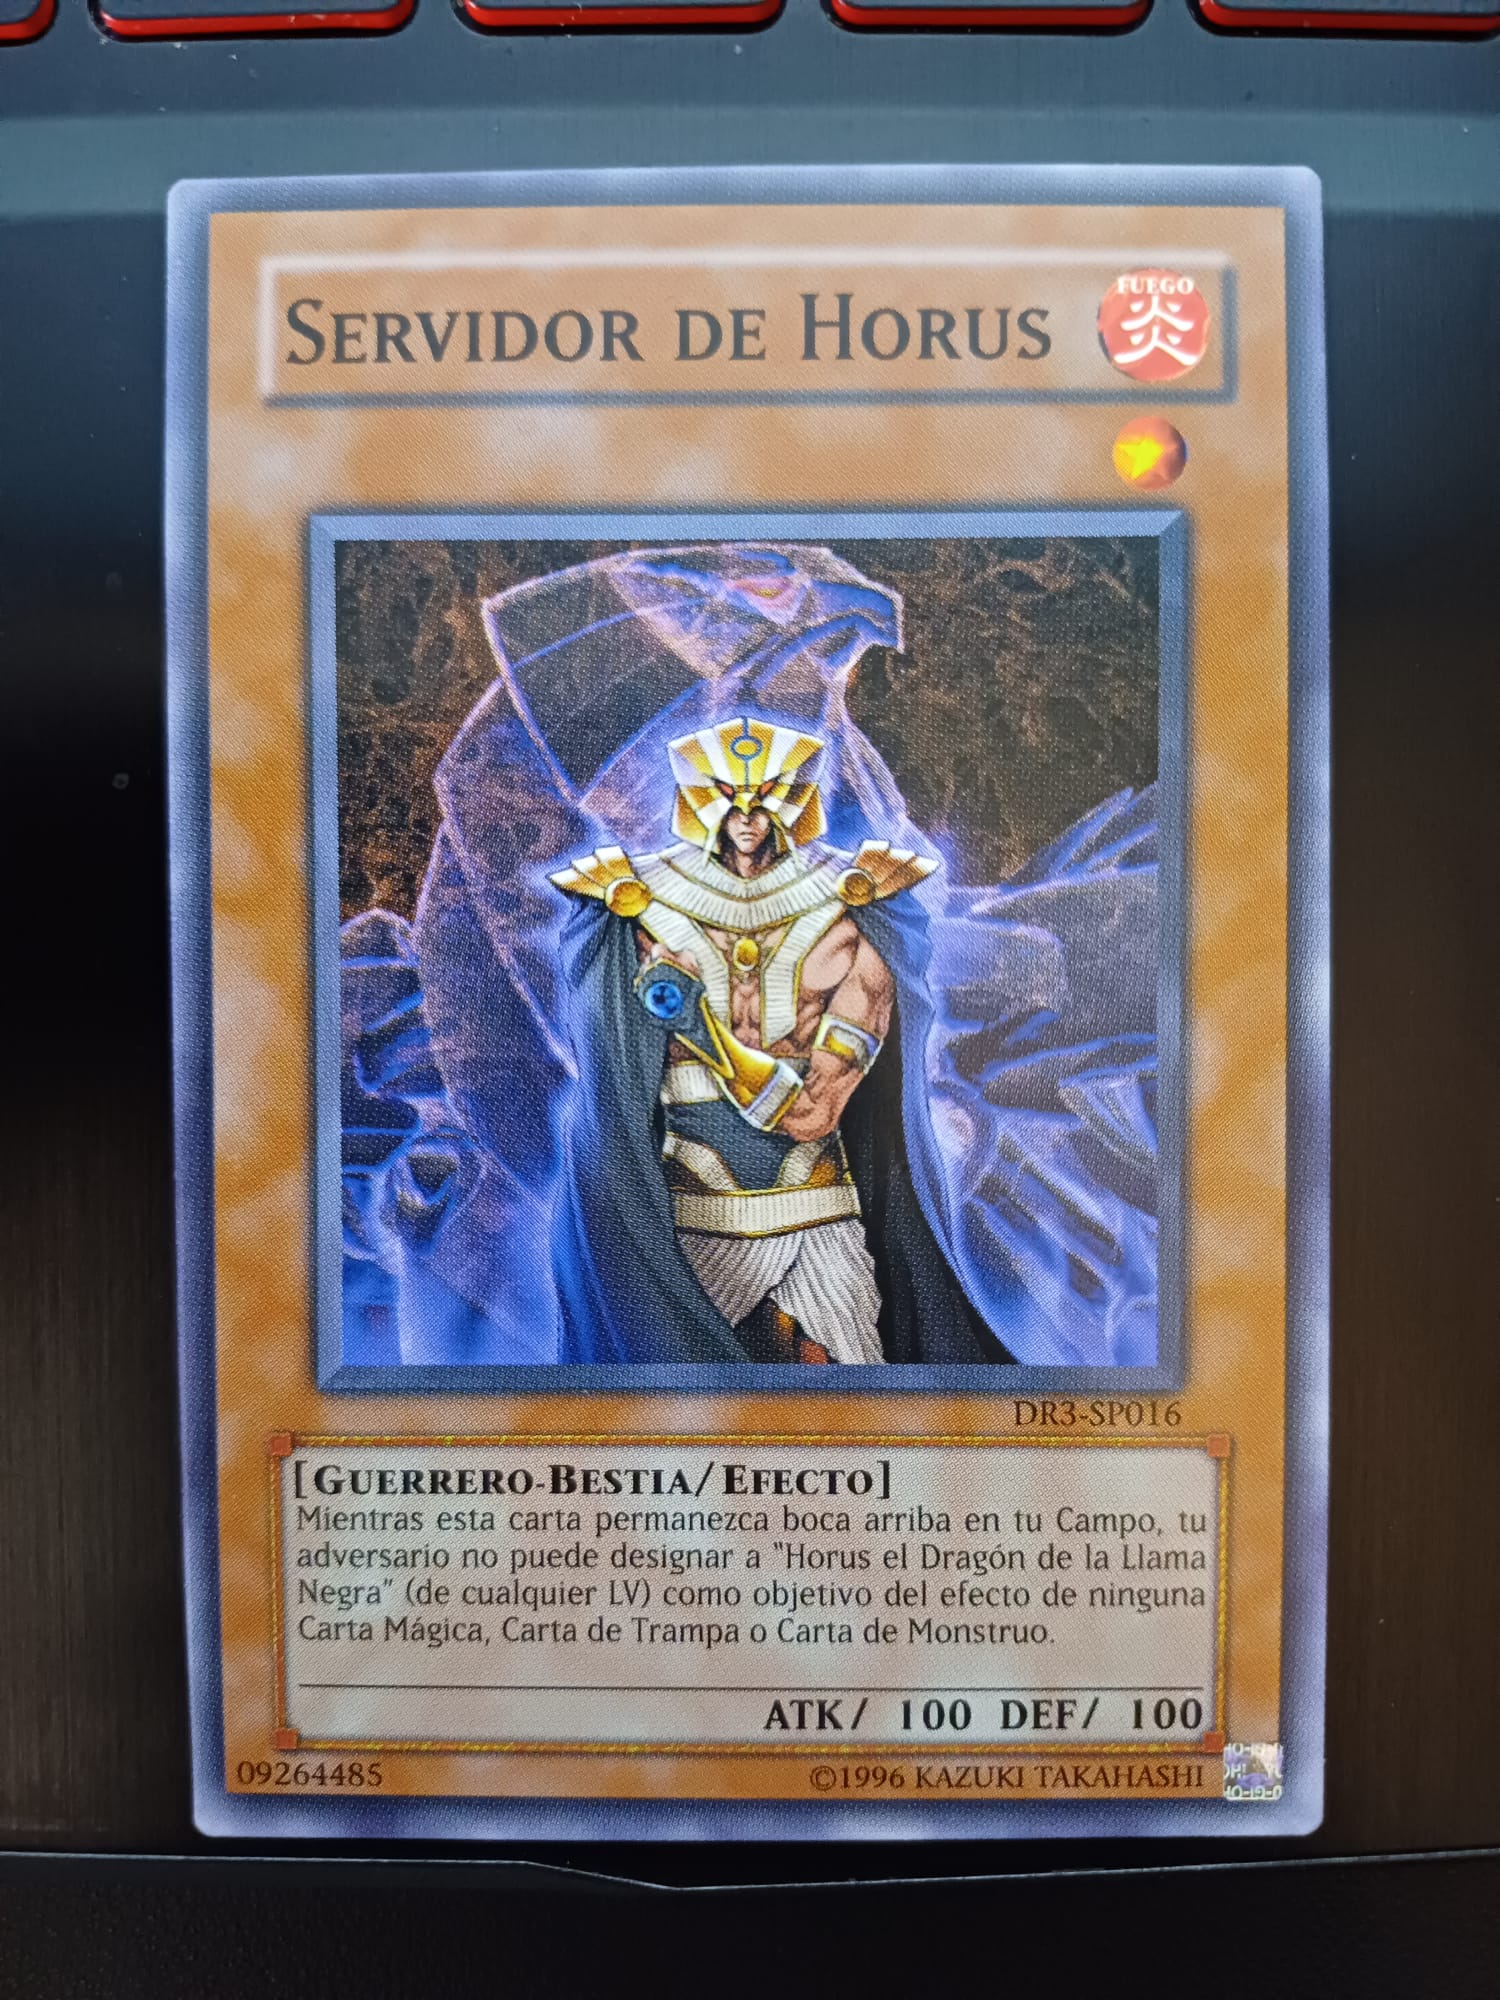 SERVIDOR DE HORUS
FUEGO
炎
DR3-SP016
[GUERRERO-BESTIA/EFECTO]
Mientras esta carta permanezca boca arriba en tu Campo, tu
adversario no puede designar a "Horus el Dragón de la Llama
Negra" (de cualquier LV) como objetivo del efecto de ninguna
Carta Mágica, Carta de Trampa o Carta de Monstruo.
ATK/ 100 DEF/ 100
09264485
©1996 KAZUKI TAKAHASHI